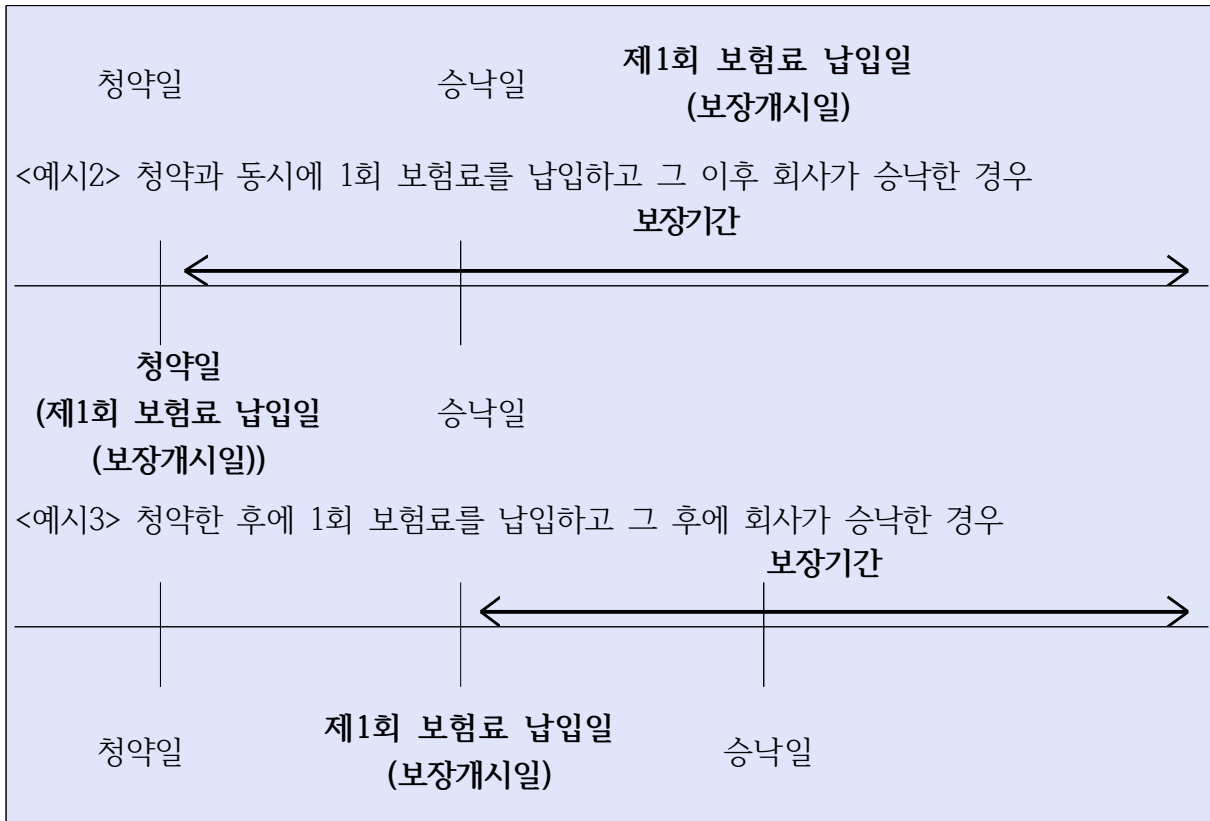 청약일 승낙일 제1회 보험료 납입일
(보장개시일)
<예시2> 청약과 동시에 1회 보험료를 납입하고 그 이후 회사가 승낙한 경우
보장기간
청약일
(제1회 보험료 납입일 승낙일
(보장개시일))
<예시3> 청약한 후에 1회 보험료를 납입하고 그 후에 회사가 승낙한 경우
보장기간
청약일 제1회 보험료 납입일 승낙일
(보장개시일)